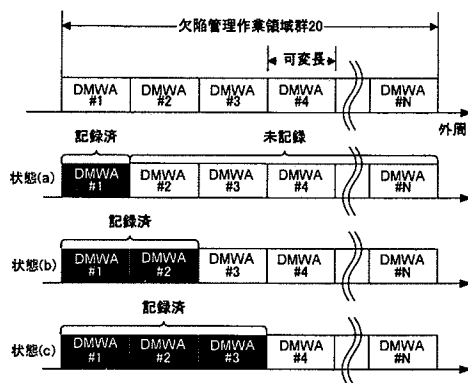 欠陥管理作業領域群20
可変長
DMWA #1 DMWA #2 DMWA #3 DMWA #4 DMWA #N
外周
記録済 未記録
状態(a) DMWA #1 DMWA #2 DMWA #3 DMWA #4 DMWA #N
記録済
状態(b) DMWA #1 DMWA #2 DMWA #3 DMWA #4 DMWA #N
記録済
状態(c) DMWA #1 DMWA #2 DMWA #3 DMWA #4 DMWA #N